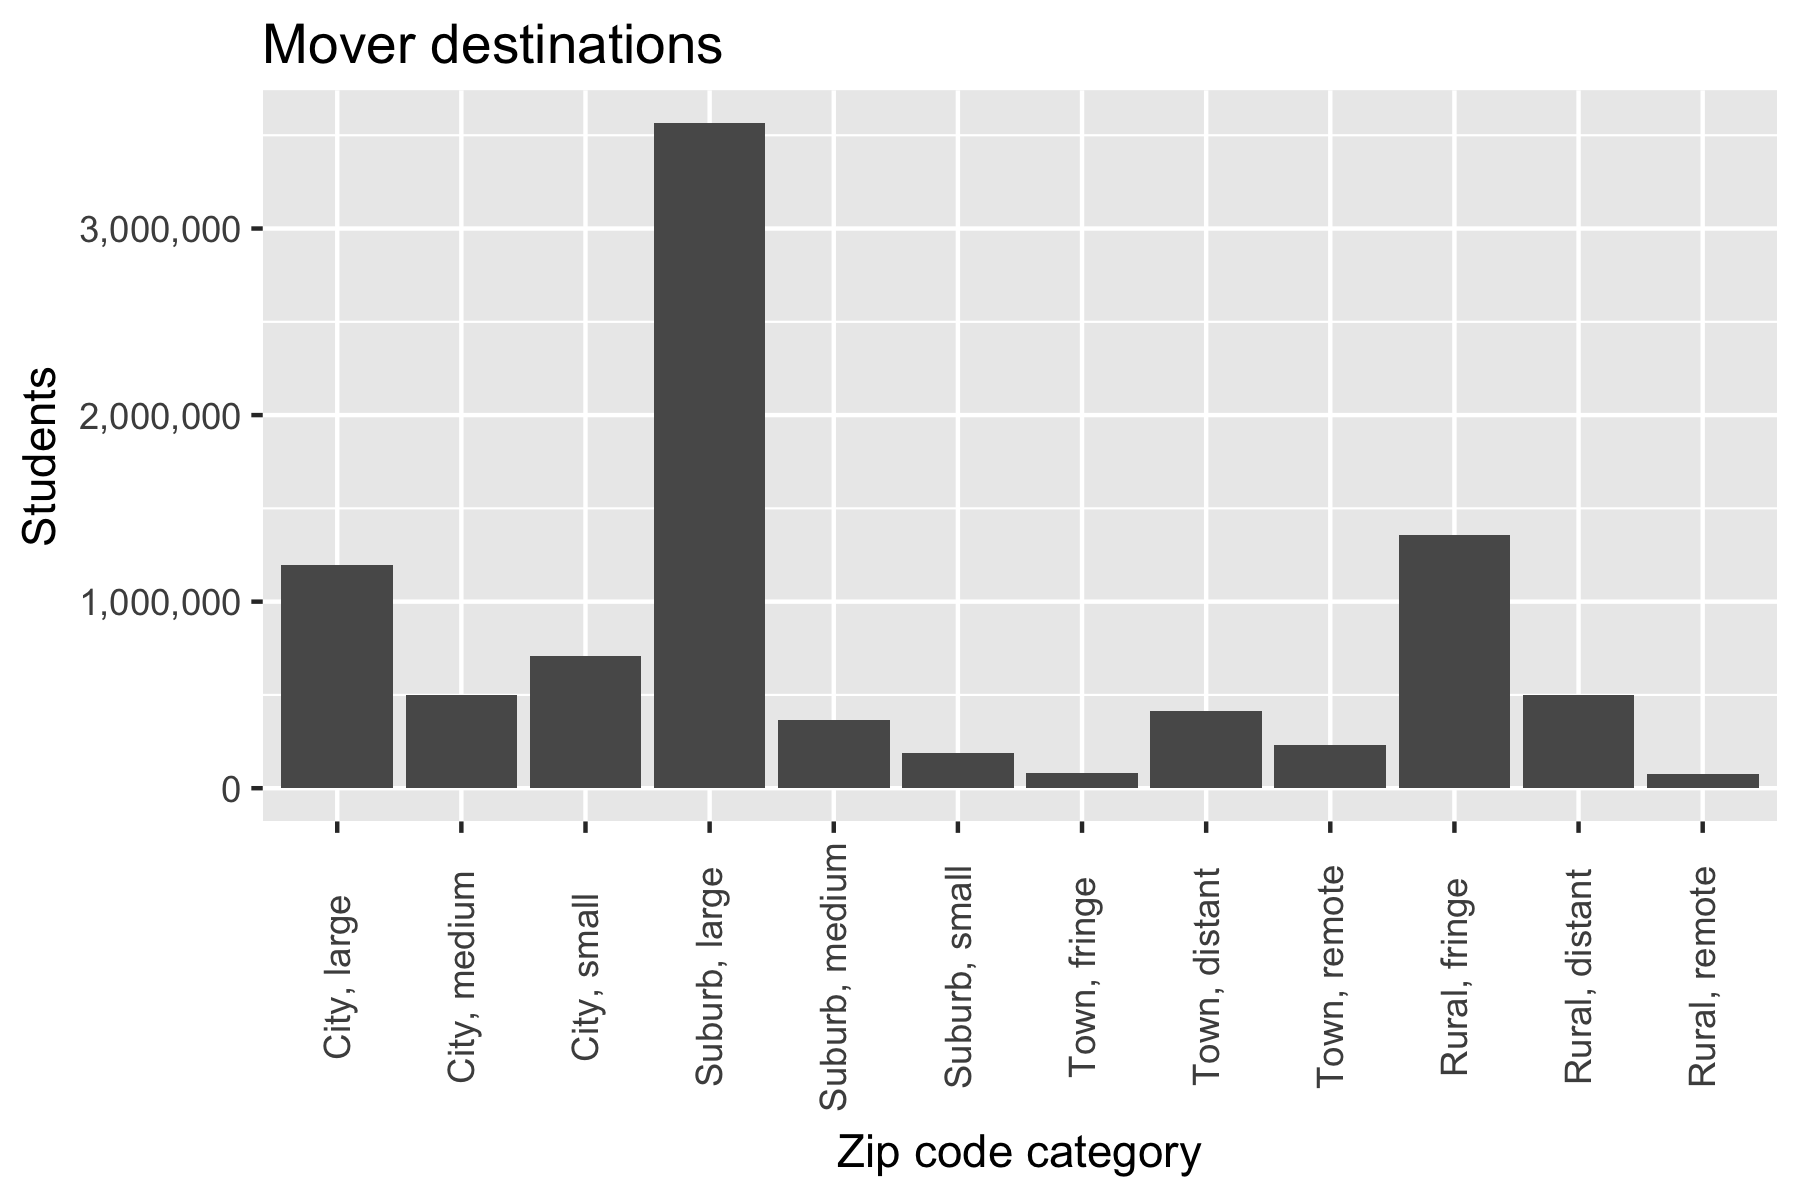 Mover destinations
Students
3,000,000
2,000,000
1,000,000
0
City, large
City, medium
City, small
Suburb, large
Suburb, medium
Suburb, small
Town, fringe
Town, distant
Town, remote
Rural, fringe
Rural, distant
Rural, remote
Zip code category